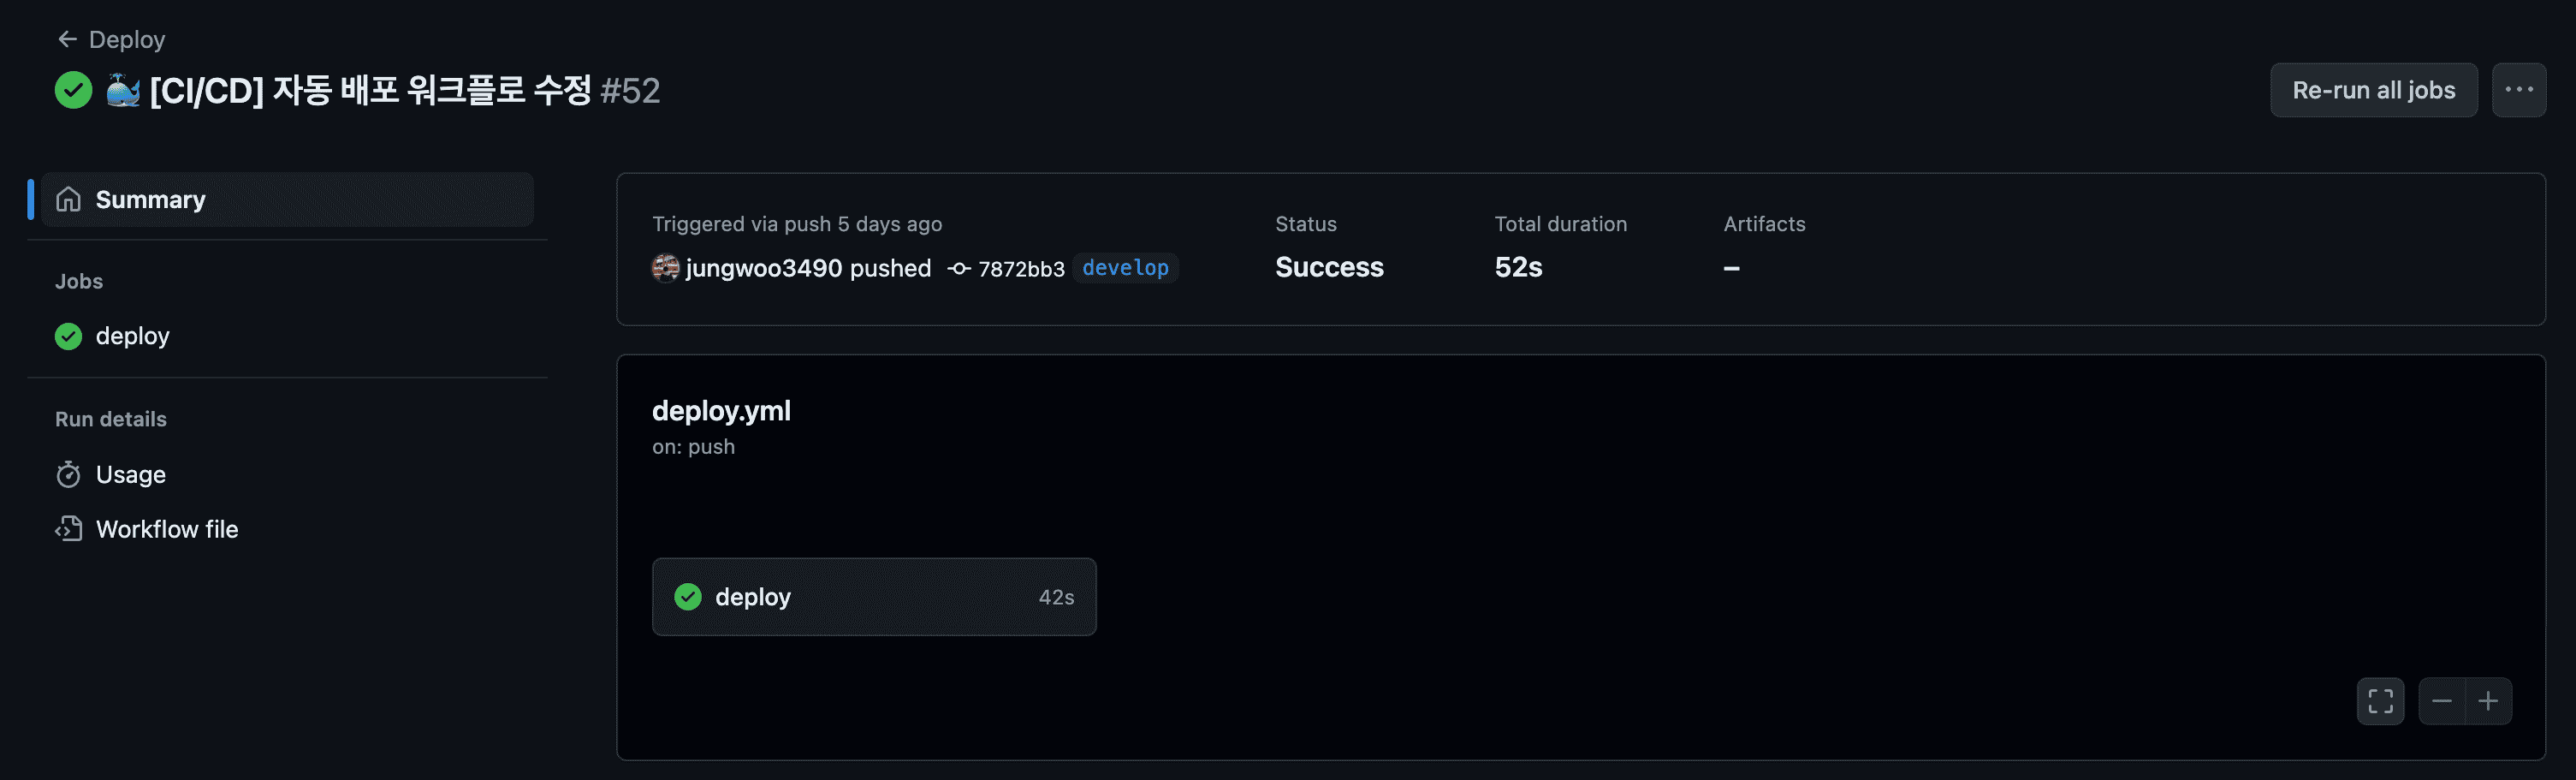 ← Deploy
🐳 [CI/CD] 자동 배포 워크플로 수정 #52
Re-run all jobs
Summary
Jobs
deploy
Run details
Usage
Workflow file
Triggered via push 5 days ago
jungwoo3490 pushed 7872bb3 develop
Status
Success
Total duration
52s
Artifacts
–
deploy.yml
on: push
deploy 42s